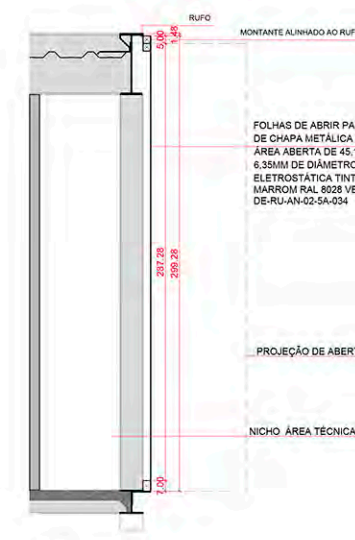 RUFO
MONTANTE ALINHADO AO RUF
5,00
1,48
FOLHAS DE ABRIR PA
DE CHAPA METÁLICA
ÁREA ABERTA DE 45,
6,35MM DE DIÂMETRO
ELETROSTÁTICA TINT
MARROM RAL 8028 VE
DE-RU-AN-02-5A-034
287,28
299,28
PROJEÇÃO DE ABERT
NICHO ÁREA TÉCNICA
7,00